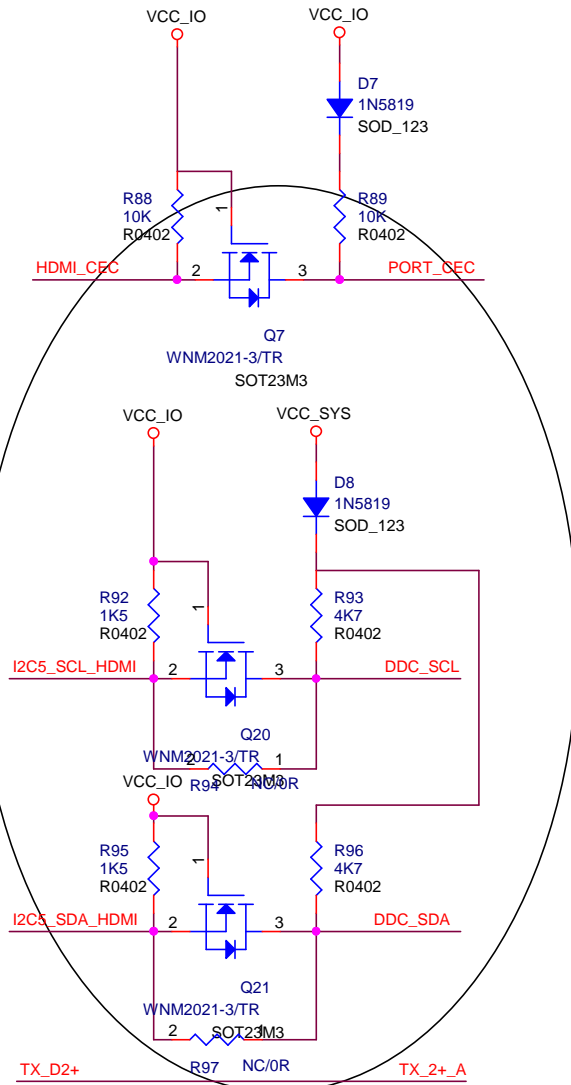 VCC_IO VCC_IO
D7
1N5819
SOD_123
R88 1 R89
10K 10K
R0402 R0402
HDMI_CEC 2 3 PORT_CEC
Q7
WNM2021-3/TR
SOT23M3
VCC_IO VCC_SYS
D8
1N5819
SOD_123
R92 1 R93
1K5 4K7
R0402 R0402
I2C5_SCL_HDMI 2 3 DDC_SCL
Q20
WNM2021-3/TR
2 1
SOT23M3
R94 NC/0R
VCC_IO
R95 1 R96
1K5 4K7
R0402 R0402
I2C5_SDA_HDMI 2 3 DDC_SDA
Q21
WNM2021-3/TR
2 1
SOT23M3
R97 NC/0R
TX_D2+ TX_2+_A